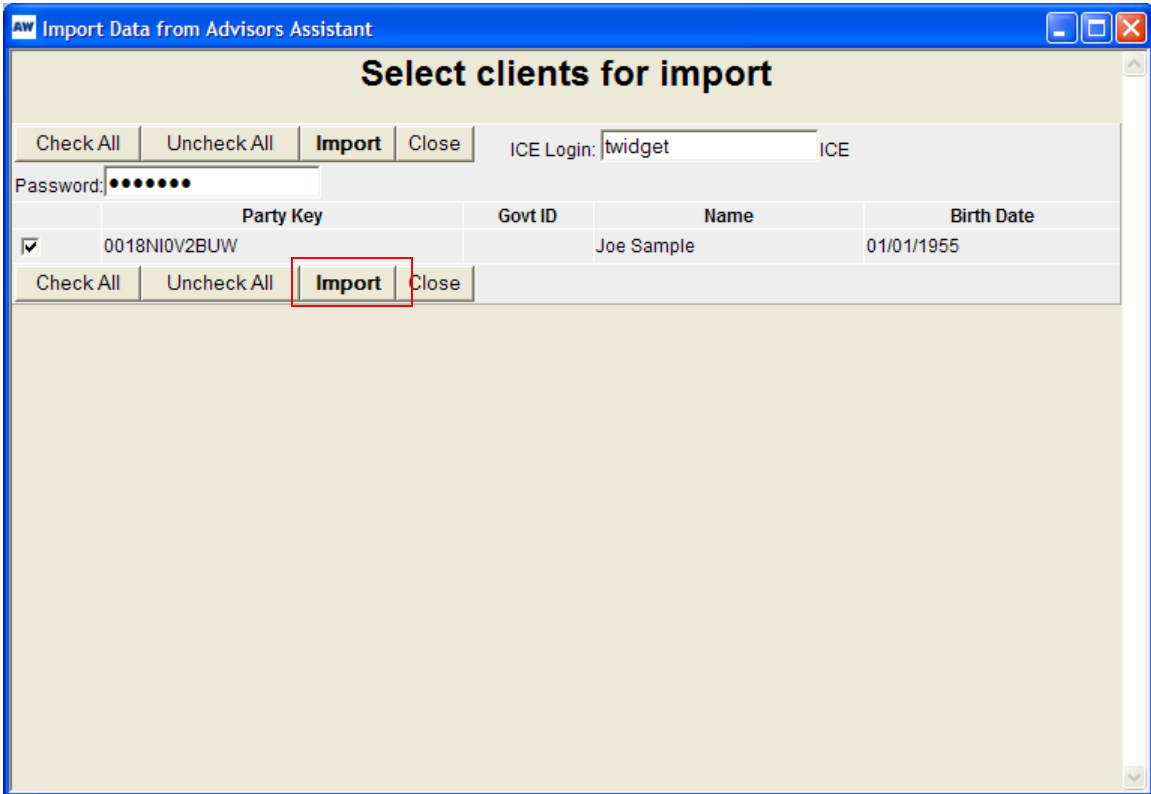 AW Import Data from Advisors Assistant
Select clients for import
Check All Uncheck All Import Close ICE Login: twidget ICE
Password: ●●●●●●●
Party Key Govt ID Name Birth Date
0018NI0V2BUW Joe Sample 01/01/1955
Check All Uncheck All Import Close